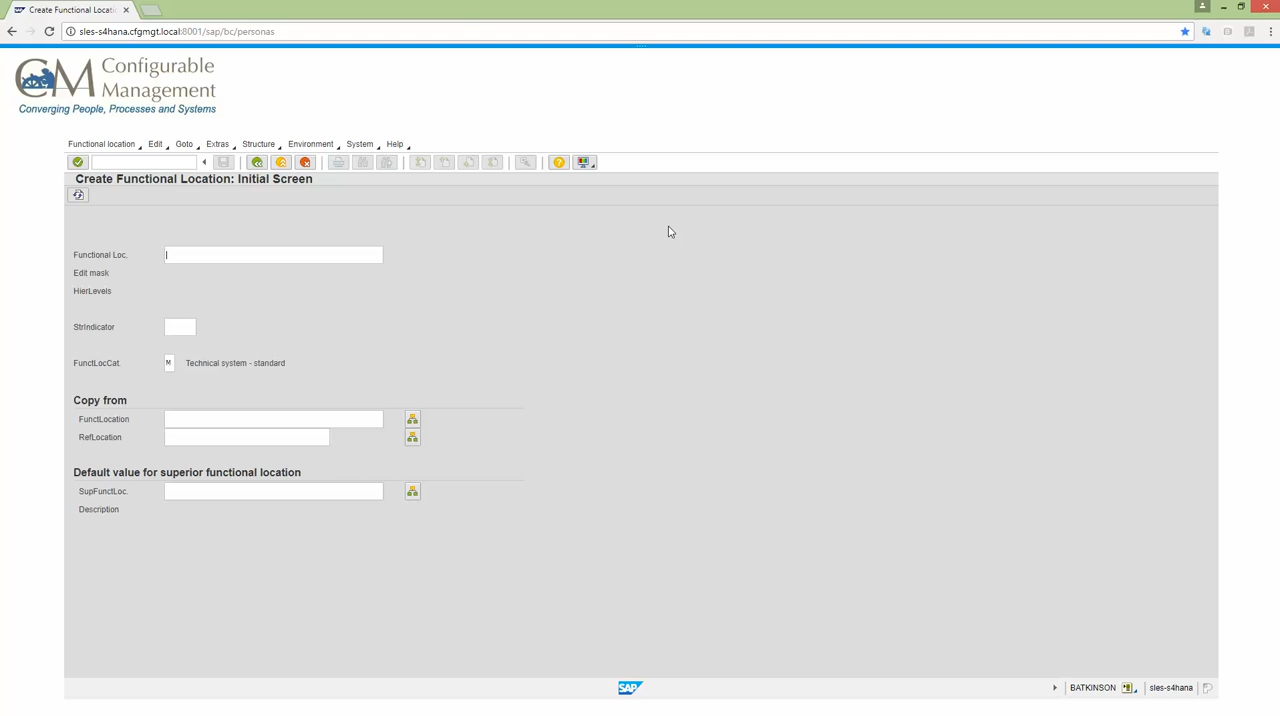 Create Functional Locati
sles-s4hana.cfgmgt.local:8001/sap/bc/personas
CM Configurable
Management
Converging People, Processes and Systems
Functional location Edit Goto Extras Structure Environment System Help
Create Functional Location: Initial Screen
Functional Loc.
Edit mask
HierLevels
StrIndicator
FunctLocCat. M Technical system - standard
Copy from
FunctLocation
RefLocation
Default value for superior functional location
SupFunctLoc.
Description
SAP BATKINSON sles-s4hana